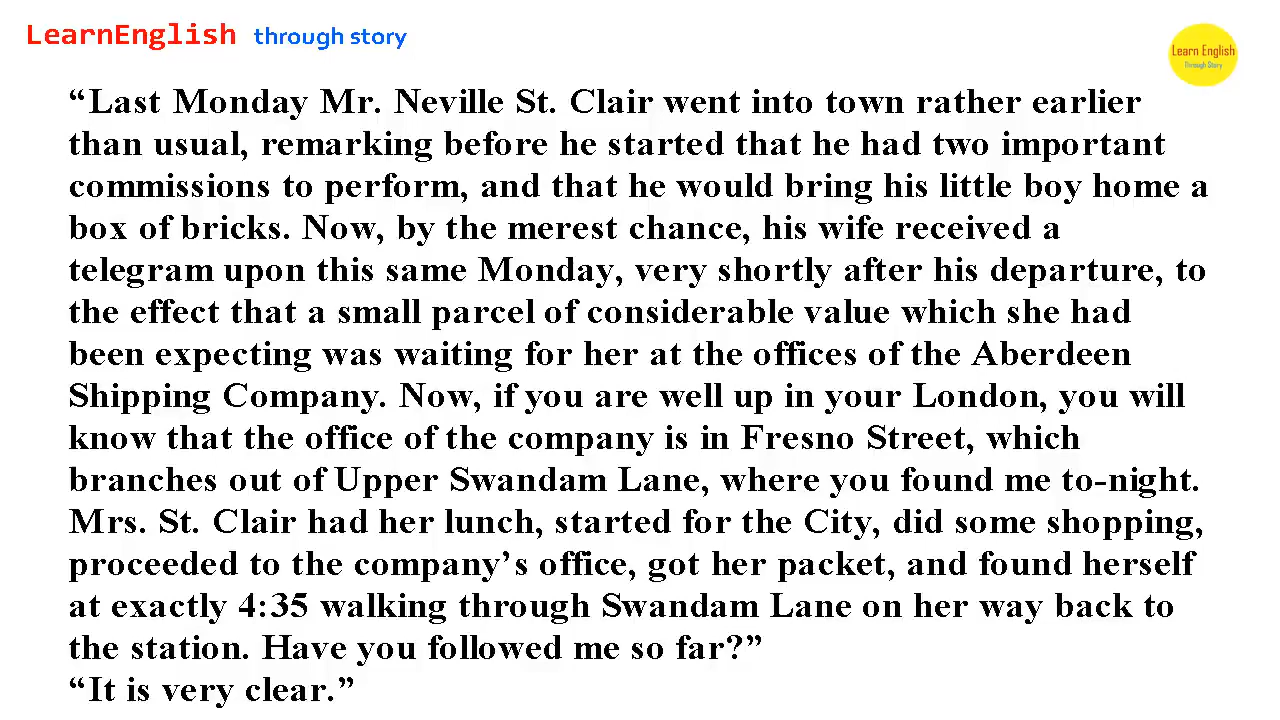 LearnEnglish through story
Learn English
Through Story
“Last Monday Mr. Neville St. Clair went into town rather earlier
than usual, remarking before he started that he had two important
commissions to perform, and that he would bring his little boy home a
box of bricks. Now, by the merest chance, his wife received a
telegram upon this same Monday, very shortly after his departure, to
the effect that a small parcel of considerable value which she had
been expecting was waiting for her at the offices of the Aberdeen
Shipping Company. Now, if you are well up in your London, you will
know that the office of the company is in Fresno Street, which
branches out of Upper Swandam Lane, where you found me to-night.
Mrs. St. Clair had her lunch, started for the City, did some shopping,
proceeded to the company’s office, got her packet, and found herself
at exactly 4:35 walking through Swandam Lane on her way back to
the station. Have you followed me so far?”
“It is very clear.”